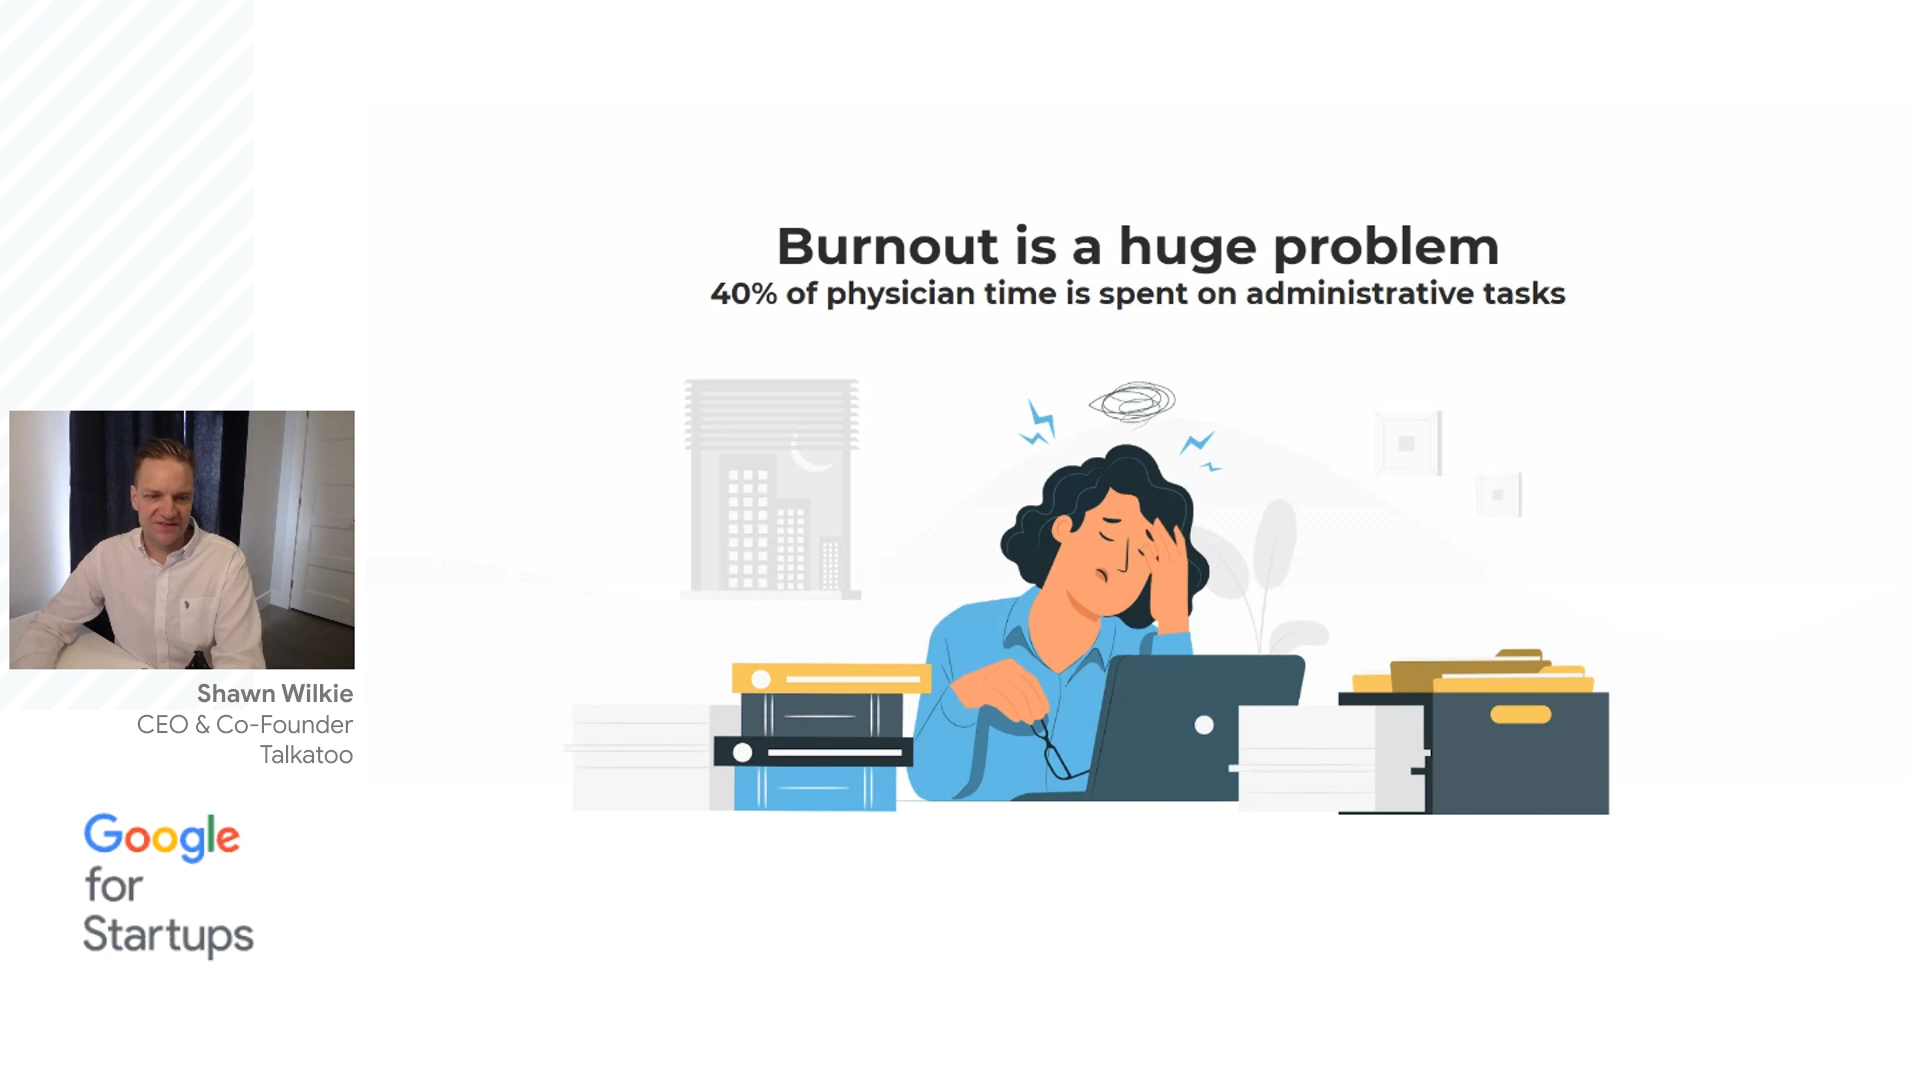 Burnout is a huge problem
40% of physician time is spent on administrative tasks
Shawn Wilkie
CEO & Co-Founder
Talkatoo
Google
for
Startups